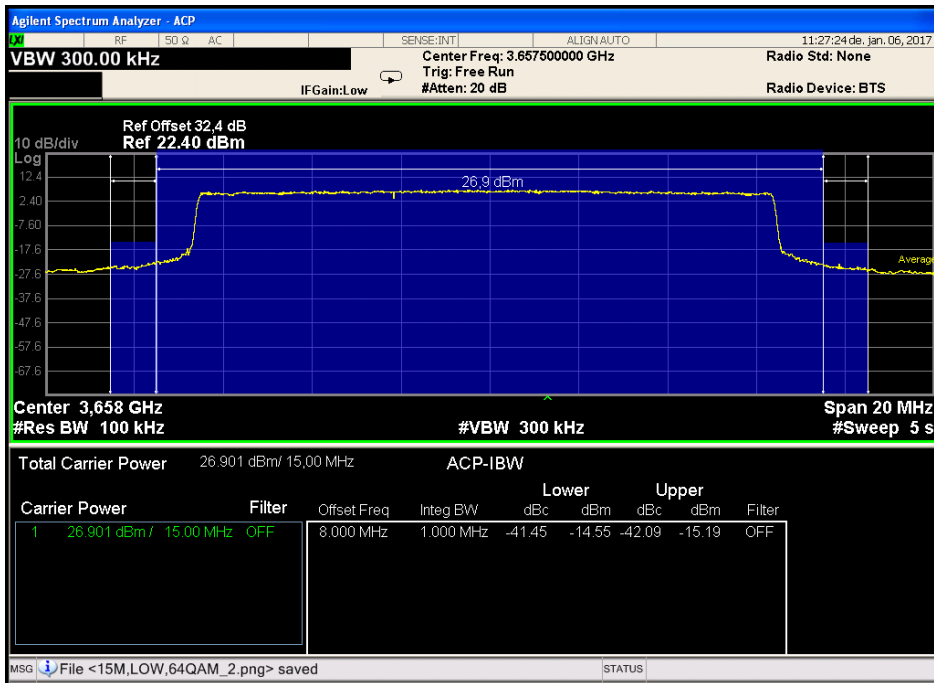 Agilent Spectrum Analyzer - ACP
LXI RF 50 Ω AC SENSE:INT ALIGN AUTO 11:27:24 de. jan. 06, 2017
VBW 300.00 kHz
Center Freq: 3.657500000 GHz
Radio Std: None
Trig: Free Run
IFGain:Low
#Atten: 20 dB
Radio Device: BTS
Ref Offset 32,4 dB
10 dB/div Ref 22.40 dBm
Log
12.4
26,9 dBm
2.40
-7.60
-17.6
Average
-27.6
-37.6
-47.6
-57.6
-67.6
Center 3,658 GHz Span 20 MHz
#Res BW 100 kHz #VBW 300 kHz #Sweep 5 s
Total Carrier Power 26.901 dBm/ 15,00 MHz ACP-IBW
Lower Upper
Carrier Power Filter Offset Freq Integ BW dBc dBm dBc dBm Filter
1 26.901 dBm / 15.00 MHz OFF 8.000 MHz 1.000 MHz -41.45 -14.55 -42.09 -15.19 OFF
MSG File <15M,LOW,64QAM_2.png> saved STATUS